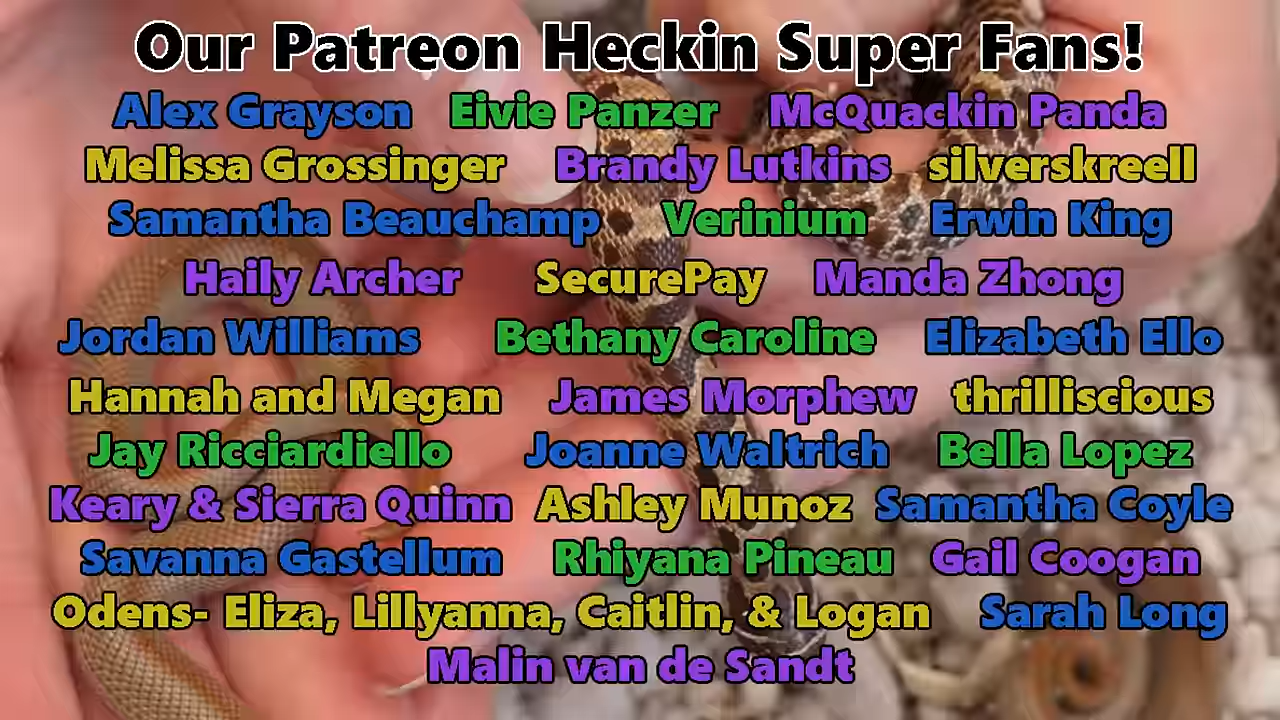 Our Patreon Heckin Super Fans!
Alex Grayson Eivie Panzer McQuackin Panda
Melissa Grossinger Brandy Lutkins silverskreell
Samantha Beauchamp Verinium Erwin King
Haily Archer SecurePay Manda Zhong
Jordan Williams Bethany Caroline Elizabeth Ello
Hannah and Megan James Morphew thrilliscious
Jay Ricciardiello Joanne Waltrich Bella Lopez
Keary & Sierra Quinn Ashley Munoz Samantha Coyle
Savanna Gastellum Rhiyana Pineau Gail Coogan
Odens- Eliza, Lillyanna, Caitlin, & Logan Sarah Long
Malin van de Sandt